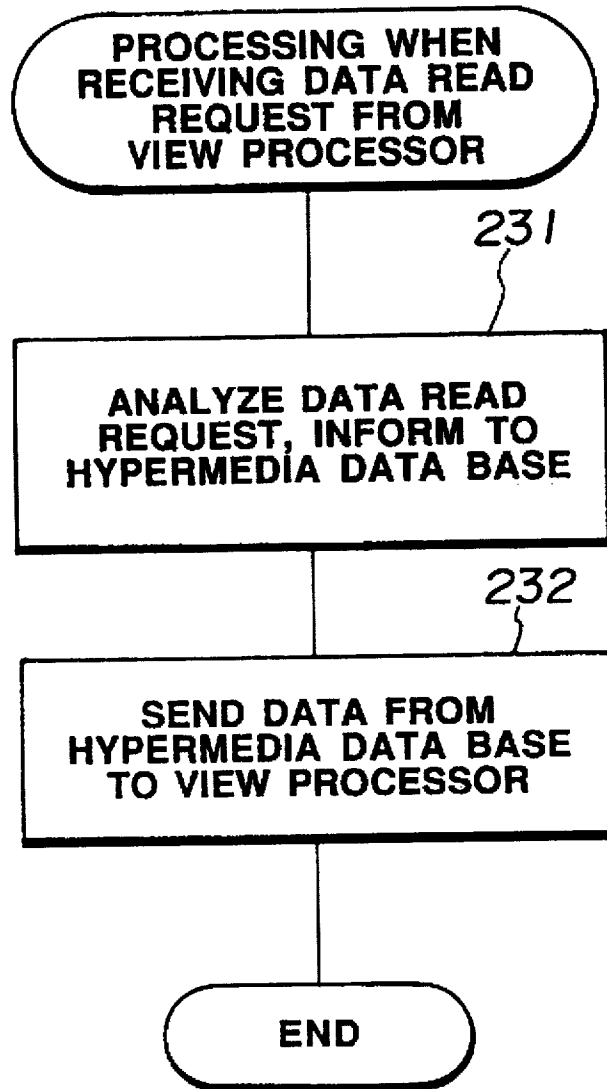 PROCESSING WHEN
RECEIVING DATA READ
REQUEST FROM
VIEW PROCESSOR
231
ANALYZE DATA READ
REQUEST, INFORM TO
HYPERMEDIA DATA BASE
232
SEND DATA FROM
HYPERMEDIA DATA BASE
TO VIEW PROCESSOR
END